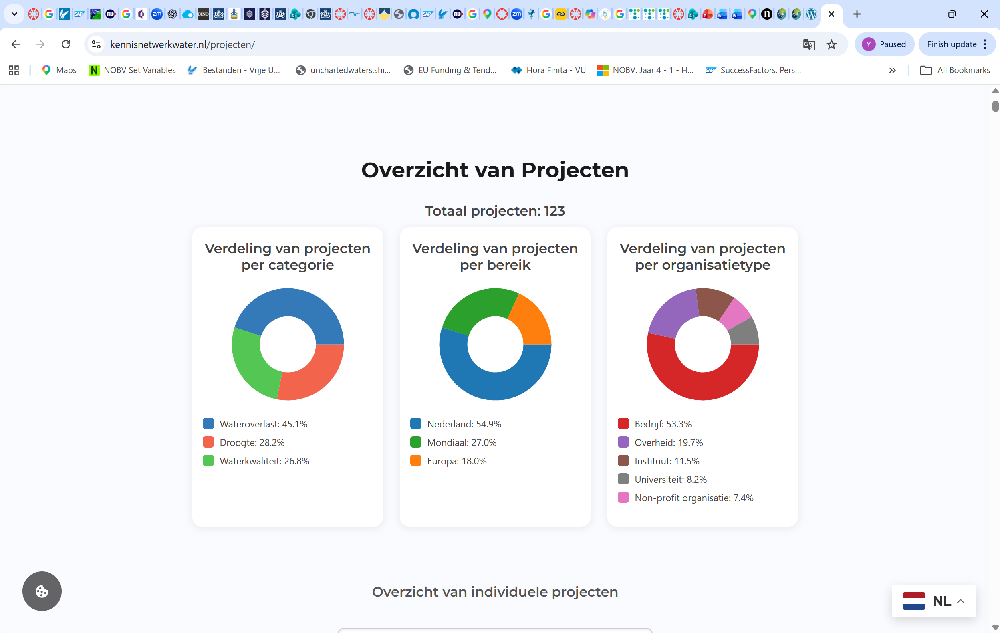 kennisnetwerkwater.nl/projecten/
Y Paused
Finish update
Maps
NOBV Set Variables
Bestanden - Vrije U...
unchartedwaters.shi...
EU Funding & Tend...
Hora Finita - VU
NOBV: Jaar 4 - 1 - H...
SuccessFactors: Pers...
All Bookmarks
Overzicht van Projecten
Totaal projecten: 123
Verdeling van projecten
per categorie
Wateroverlast: 45.1%
Droogte: 28.2%
Waterkwaliteit: 26.8%
Verdeling van projecten
per bereik
Nederland: 54.9%
Mondiaal: 27.0%
Europa: 18.0%
Verdeling van projecten
per organisatietype
Bedrijf: 53.3%
Overheid: 19.7%
Instituut: 11.5%
Universiteit: 8.2%
Non-profit organisatie: 7.4%
Overzicht van individuele projecten
NL